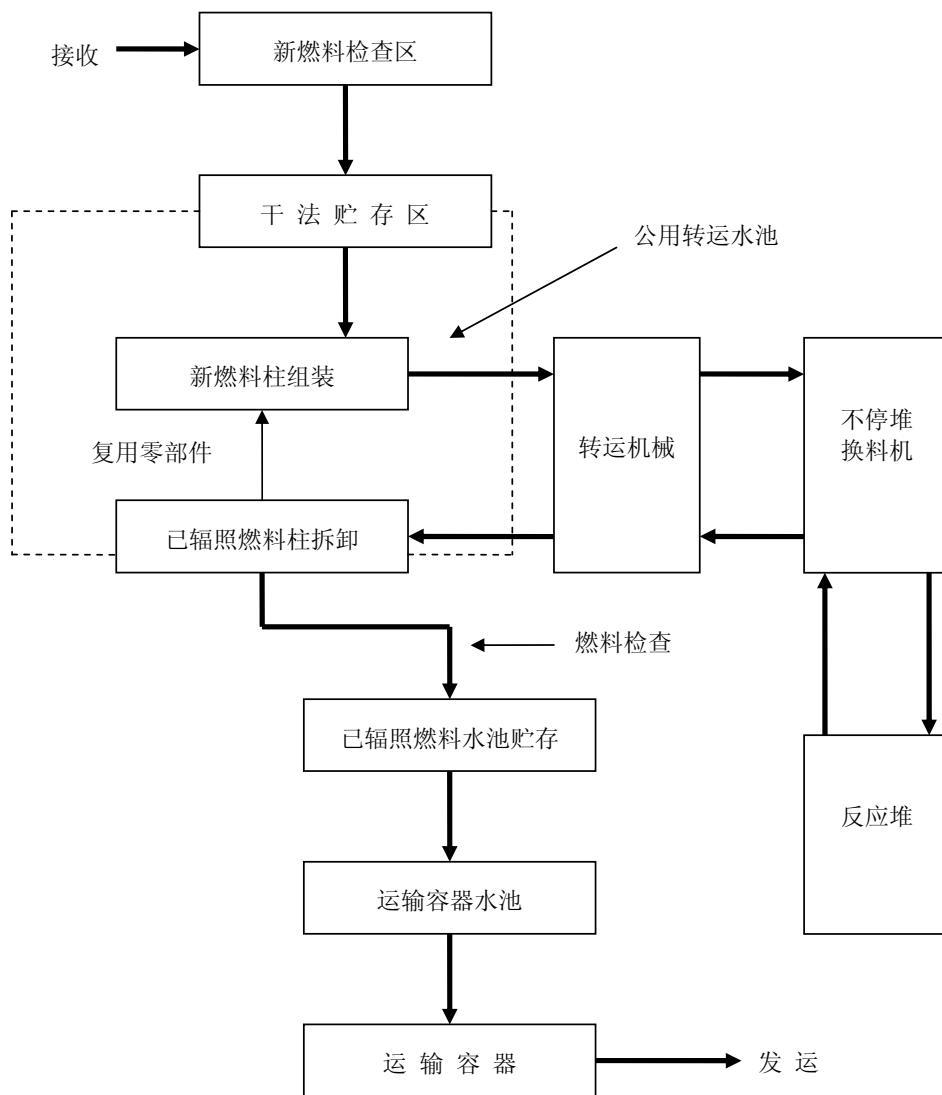 接收
新燃料检查区
干 法 贮 存 区
公用转运水池
新燃料柱组装
复用零部件
转运机械
不停堆
换料机
已辐照燃料柱拆卸
燃料检查
已辐照燃料水池贮存
反应堆
运输容器水池
运 输 容 器
发 运